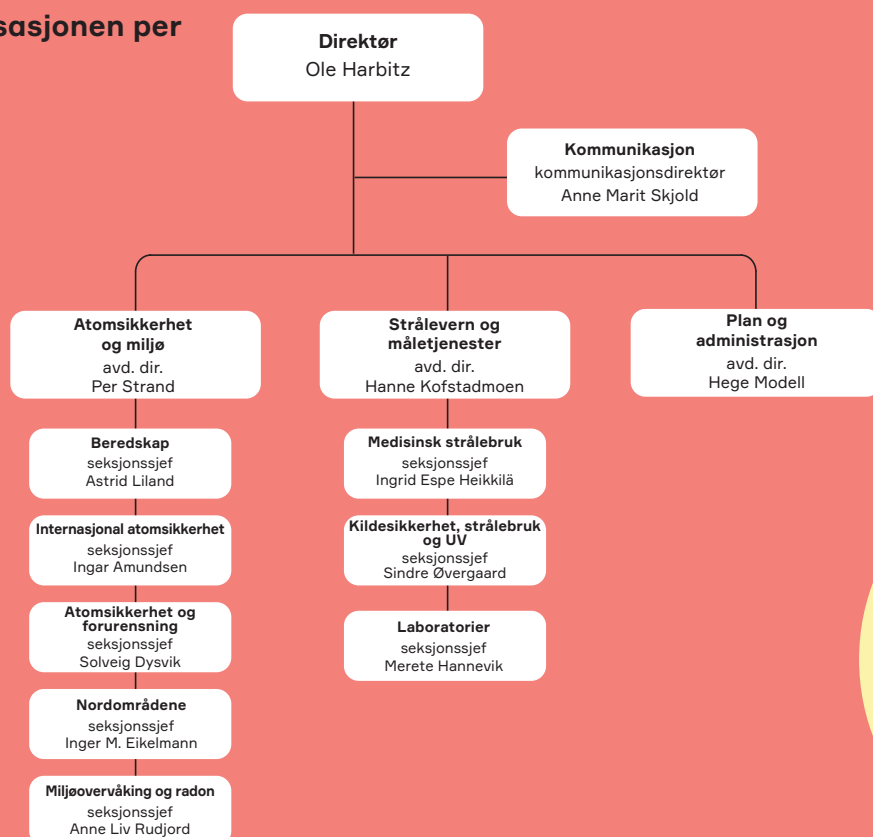 sasjonen per
Direktør
Ole Harbitz
Kommunikasjon
kommunikasjonsdirektør
Anne Marit Skjold
Atomsikkerhet
og miljø
avd. dir.
Per Strand
Strålevern og
måletjenester
avd. dir.
Hanne Kofstadmoen
Plan og
administrasjon
avd. dir.
Hege Modell
Beredskap
seksjonssjef
Astrid Liland
Internasjonal atomsikkerhet
seksjonssjef
Ingar Amundsen
Atomsikkerhet og
forurensning
seksjonssjef
Solveig Dysvik
Nordområdene
seksjonssjef
Inger M. Eikelmann
Miljøovervåking og radon
seksjonssjef
Anne Liv Rudjord
Medisinsk strålebruk
seksjonssjef
Ingrid Espe Heikkilä
Kildesikkerhet, strålebruk
og UV
seksjonssjef
Sindre Øvergaard
Laboratorier
seksjonssjef
Merete Hannevik